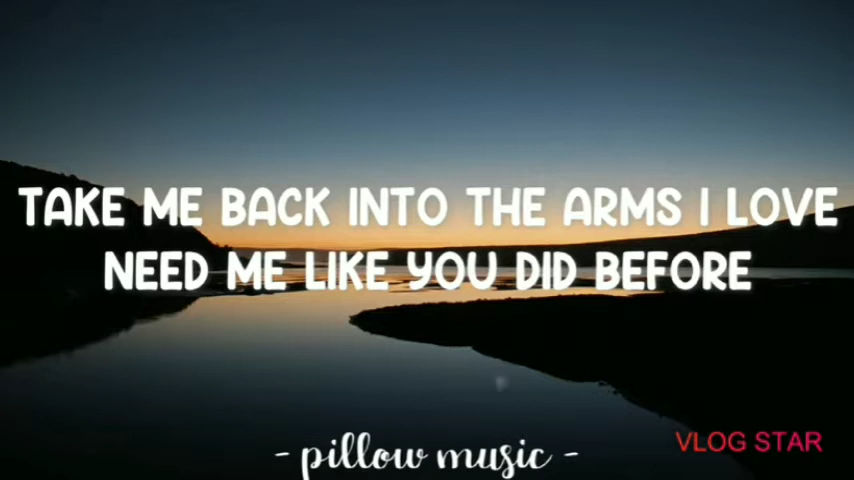 TAKE ME BACK INTO THE ARMS I LOVE
NEED ME LIKE YOU DID BEFORE
- pillow music -
VLOG STAR